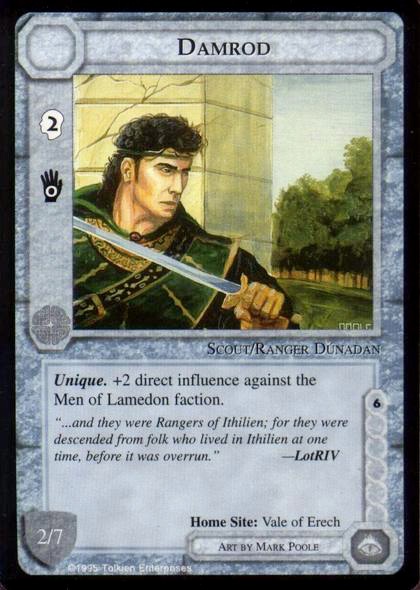 DAMROD
2
0
POOLE
SCOUT/RANGER DÚNADAN
Unique. +2 direct influence against the
Men of Lamedon faction.
6
"...and they were Rangers of Ithilien; for they were
descended from folk who lived in Ithilien at one
time, before it was overrun." —LotRIV
Home Site: Vale of Erech
2/7
ART BY MARK POOLE
©1995 Tolkien Enterprises